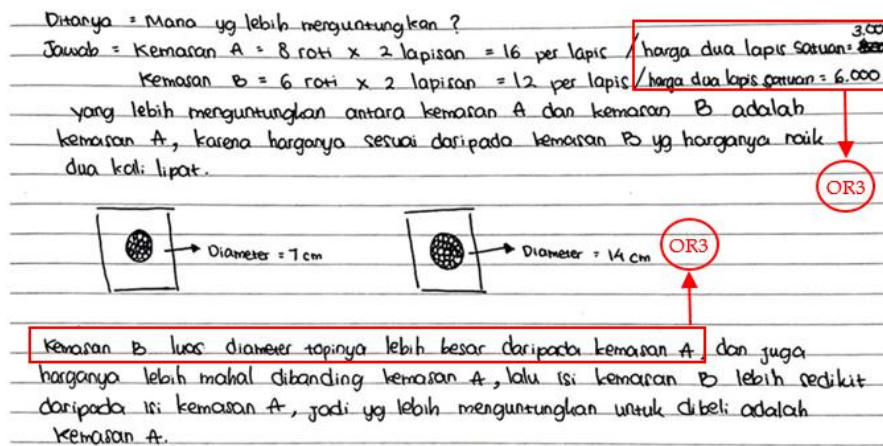 Ditanya = Mana yg lebih menguntungkan ?
3.00
Jawab = Kemasan A = 8 roti x 2 lapisan = 16 per lapis / harga dua lapis satuan =
Kemasan B = 6 roti x 2 lapisan = 12 per lapis / harga dua lapis satuan = 6.000
yang lebih menguntungkan antara kemasan A dan kemasan B adalah
kemasan A, karena harganya sesuai daripada kemasan B yg harganya naik
dua kali lipat.
OR3
Diameter = 7 cm
Diameter = 14 cm
OR3
Kemasan B luas diameter topinya lebih besar daripada kemasan A, dan juga
harganya lebih mahal dibanding kemasan A, lalu isi kemasan B lebih sedikit
daripada isi kemasan A, jadi yg lebih menguntungkan untuk dibeli adalah
Kemasan A.